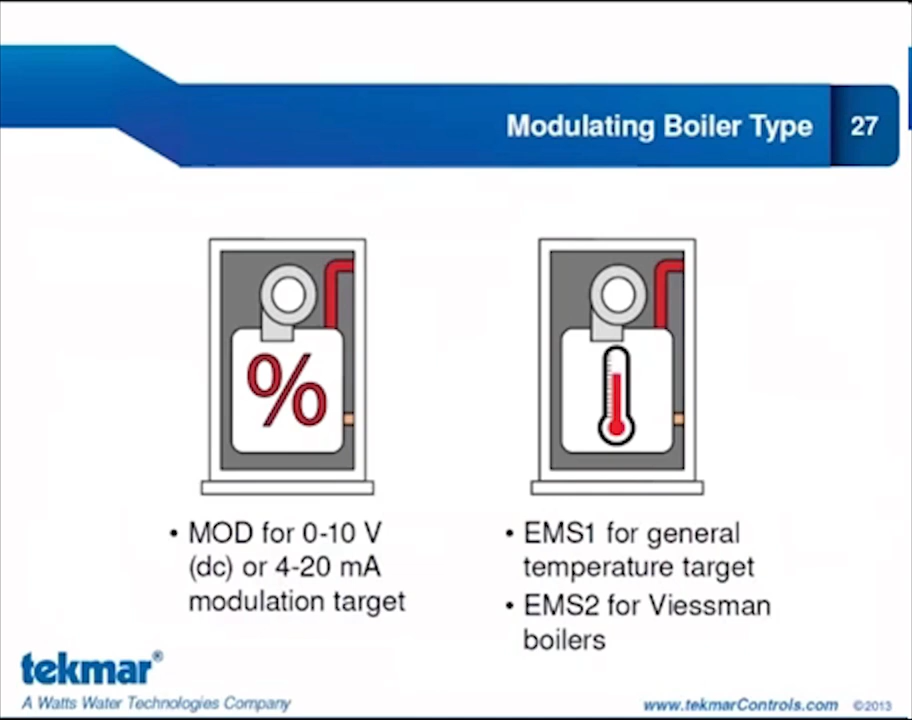 Modulating Boiler Type 27
%
• MOD for 0-10 V
(dc) or 4-20 mA
modulation target
• EMS1 for general
temperature target
• EMS2 for Viessman
boilers
tekmar®
A Watts Water Technologies Company
www.tekmarControls.com ©2013